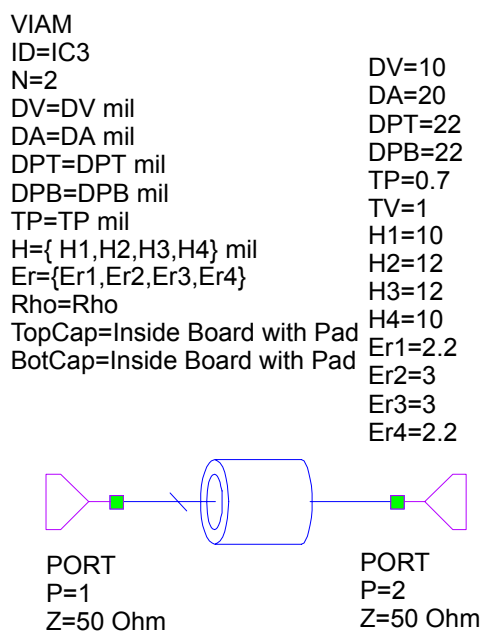 VIAM
ID=IC3
N=2
DV=DV mil
DA=DA mil
DPT=DPT mil
DPB=DPB mil
TP=TP mil
H={ H1,H2,H3,H4} mil
Er={Er1,Er2,Er3,Er4}
Rho=Rho
TopCap=Inside Board with Pad
BotCap=Inside Board with Pad
DV=10
DA=20
DPT=22
DPB=22
TP=0.7
TV=1
H1=10
H2=12
H3=12
H4=10
Er1=2.2
Er2=3
Er3=3
Er4=2.2
PORT
P=1
Z=50 Ohm
PORT
P=2
Z=50 Ohm